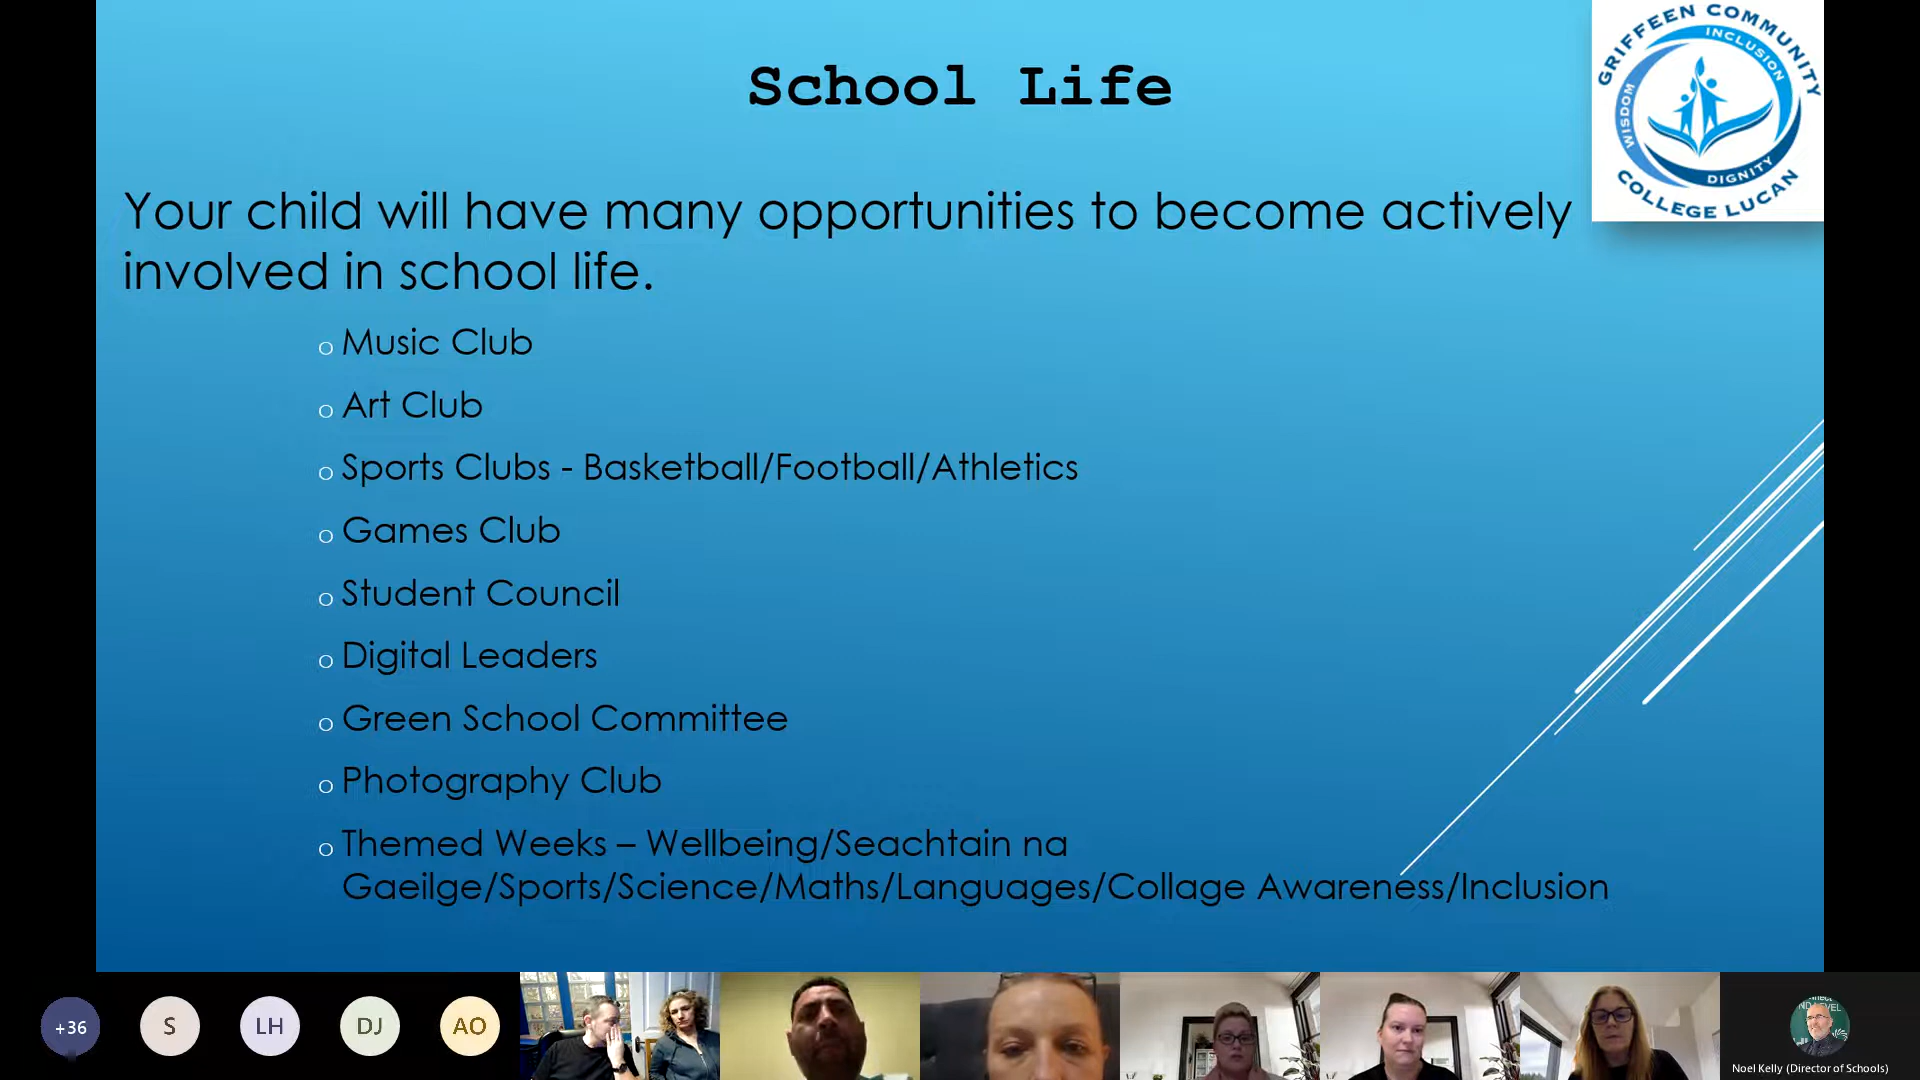 School Life
GRIFFEEN COMMUNITY
INCLUSION
WISDOM
DIGNITY
COLLEGE LUCAN
Your child will have many opportunities to become actively
involved in school life.
o Music Club
o Art Club
o Sports Clubs - Basketball/Football/Athletics
o Games Club
o Student Council
o Digital Leaders
o Green School Committee
o Photography Club
o Themed Weeks – Wellbeing/Seachtain na
Gaeilge/Sports/Science/Maths/Languages/Collage Awareness/Inclusion
+36
S
LH
DJ
AO
Noel Kelly (Director of Schools)